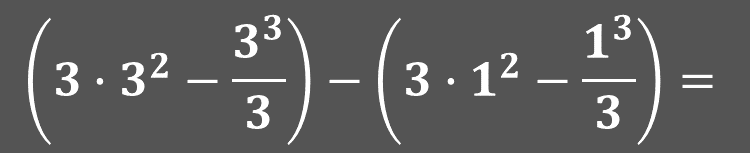 (3 · 3² − 3³/3) − (3 · 1² − 1³/3) =